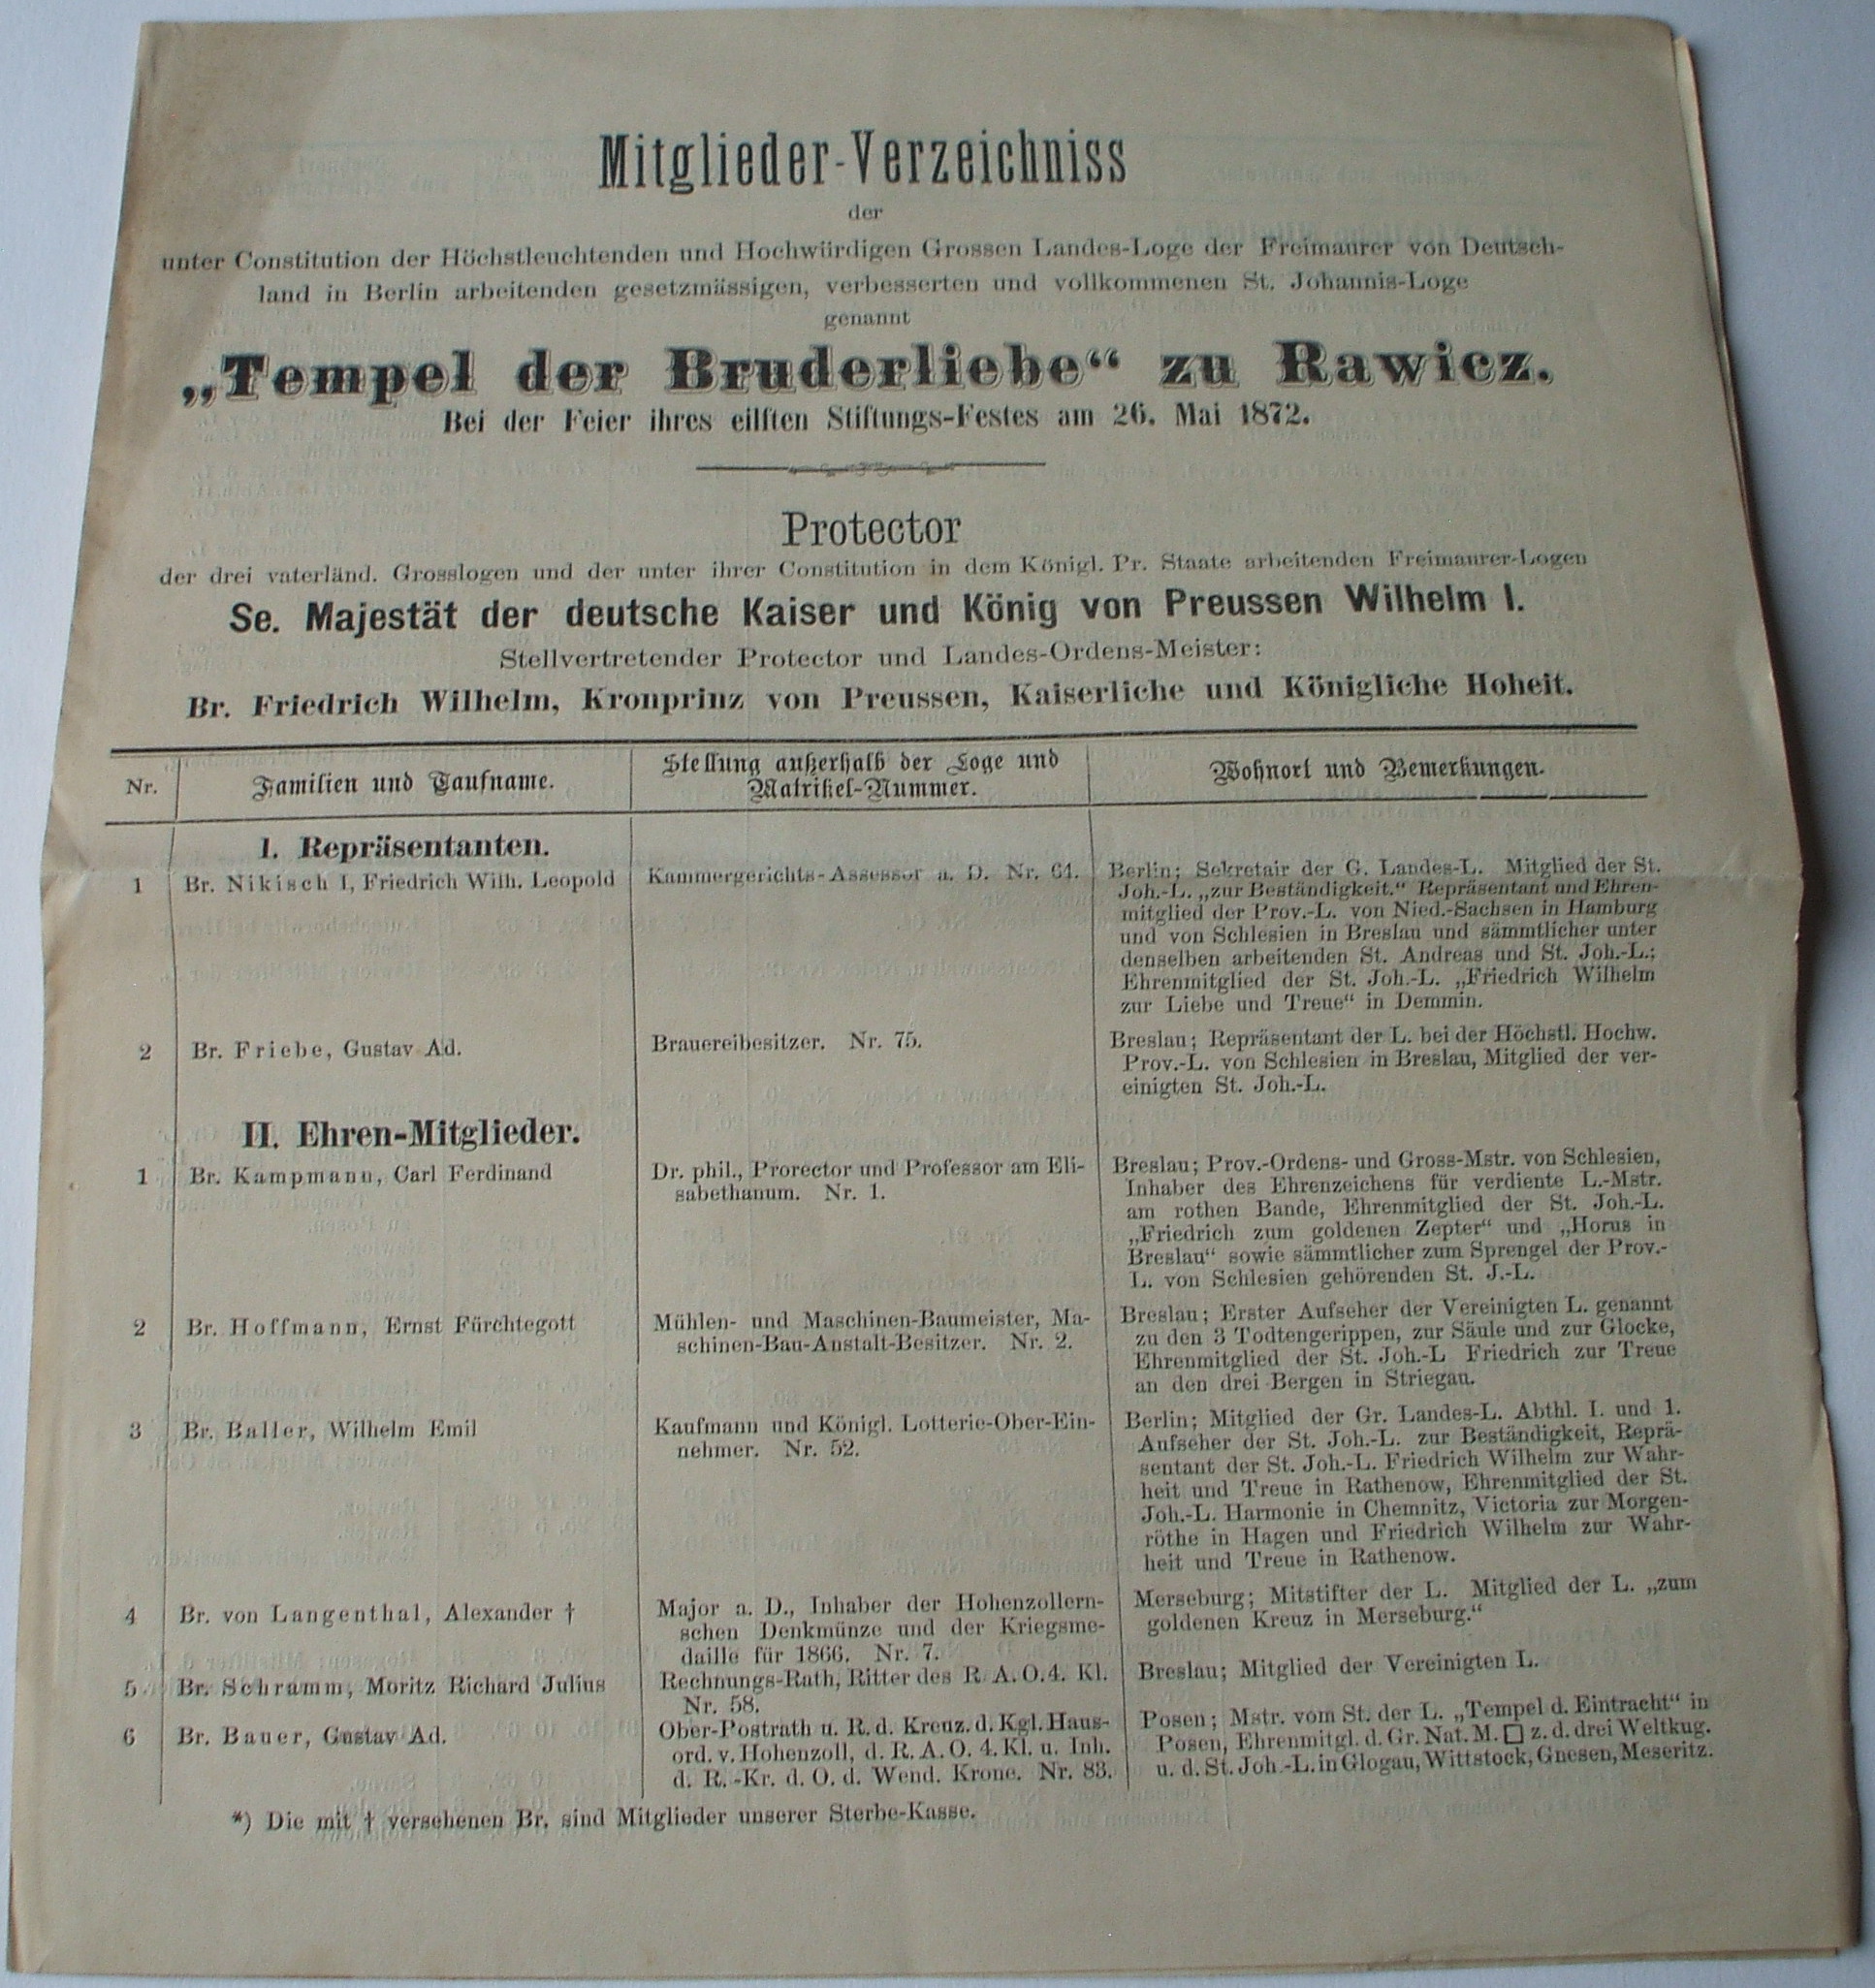 Mitglieder-Verzeichniss
der
unter Constitution der Höchstleuchtenden und Hochwürdigen Grossen Landes-Loge der Freimaurer von Deutsch-
land in Berlin arbeitenden gesetzmässigen, verbesserten und vollkommenen St. Johannis-Loge
genannt
„Tempel der Bruderliebe“ zu Rawicz.
Bei der Feier ihres eilften Stiftungs-Festes am 26. Mai 1872.
Protector
der drei vaterländ. Grosslogen und der unter ihrer Constitution in dem Königl. Pr. Staate arbeitenden Freimaurer-Logen
Se. Majestät der deutsche Kaiser und König von Preussen Wilhelm I.
Stellvertretender Protector und Landes-Ordens-Meister:
Br. Friedrich Wilhelm, Kronprinz von Preussen, Kaiserliche und Königliche Hoheit.
Nr.
Familien und Taufname.
Stellung außerhalb der Loge und
Matrikel-Nummer.
Wohnort und Bemerkungen.
I. Repräsentanten.
1
Br. Nikisch I, Friedrich Wilh. Leopold
Kammergerichts-Assessor a. D. Nr. 64.
Berlin; Sekretair der G. Landes-L. Mitglied der St.
Joh.-L. „zur Beständigkeit.“ Repräsentant und Ehren-
mitglied der Prov.-L. von Nied.-Sachsen in Hamburg
und von Schlesien in Breslau und sämmtlicher unter
denselben arbeitenden St. Andreas und St. Joh.-L.;
Ehrenmitglied der St. Joh.-L. „Friedrich Wilhelm
zur Liebe und Treue“ in Demmin.
2
Br. Friebe, Gustav Ad.
Brauereibesitzer. Nr. 75.
Breslau; Repräsentant der L. bei der Höchstl. Hochw.
Prov.-L. von Schlesien in Breslau, Mitglied der ver-
einigten St. Joh.-L.
II. Ehren-Mitglieder.
1
Br. Kampmann, Carl Ferdinand
Dr. phil., Prorector und Professor am Eli-
sabethanum. Nr. 1.
Breslau; Prov.-Ordens- und Gross-Mstr. von Schlesien,
Inhaber des Ehrenzeichens für verdiente L.-Mstr.
am rothen Bande, Ehrenmitglied der St. Joh.-L.
„Friedrich zum goldenen Zepter“ und „Horus in
Breslau“ sowie sämmtlicher zum Sprengel der Prov.-
L. von Schlesien gehörenden St. J.-L.
2
Br. Hoffmann, Ernst Fürchtegott
Mühlen- und Maschinen-Baumeister, Ma-
schinen-Bau-Anstalt-Besitzer. Nr. 2.
Breslau; Erster Aufseher der Vereinigten L. genannt
zu den 3 Todtengerippen, zur Säule und zur Glocke,
Ehrenmitglied der St. Joh.-L Friedrich zur Treue
an den drei Bergen in Striegau.
3
Br. Baller, Wilhelm Emil
Kaufmann und Königl. Lotterie-Ober-Ein-
nehmer. Nr. 52.
Berlin; Mitglied der Gr. Landes-L. Abthl. I. und 1.
Aufseher der St. Joh.-L. zur Beständigkeit, Reprä-
sentant der St. Joh.-L. Friedrich Wilhelm zur Wahr-
heit und Treue in Rathenow, Ehrenmitglied der St.
Joh.-L. Harmonie in Chemnitz, Victoria zur Morgen-
röthe in Hagen und Friedrich Wilhelm zur Wahr-
heit und Treue in Rathenow.
4
Br. von Langenthal, Alexander †
Major a. D., Inhaber der Hohenzollern-
schen Denkmünze und der Kriegsme-
daille für 1866. Nr. 7.
Merseburg; Mitstifter der L. Mitglied der L. „zum
goldenen Kreuz in Merseburg.“
5
Br. Schramm, Moritz Richard Julius
Rechnungs-Rath, Ritter des R. A. O. 4. Kl.
Nr. 58.
Breslau; Mitglied der Vereinigten L.
6
Br. Bauer, Gustav Ad.
Ober-Postrath u. R. d. Kreuz. d. Kgl. Haus-
ord. v. Hohenzoll, d. R. A. O. 4. Kl. u. Inh.
d. R.-Kr. d. O. d. Wend. Krone. Nr. 83.
Posen; Mstr. vom St. der L. „Tempel d. Eintracht“ in
Posen, Ehrenmitgl. d. Gr. Nat. M. □ z. d. drei Weltkug.
u. d. St. Joh.-L. in Glogau, Wittstock, Gnesen, Meseritz.
*) Die mit † versehenen Br. sind Mitglieder unserer Sterbe-Kasse.